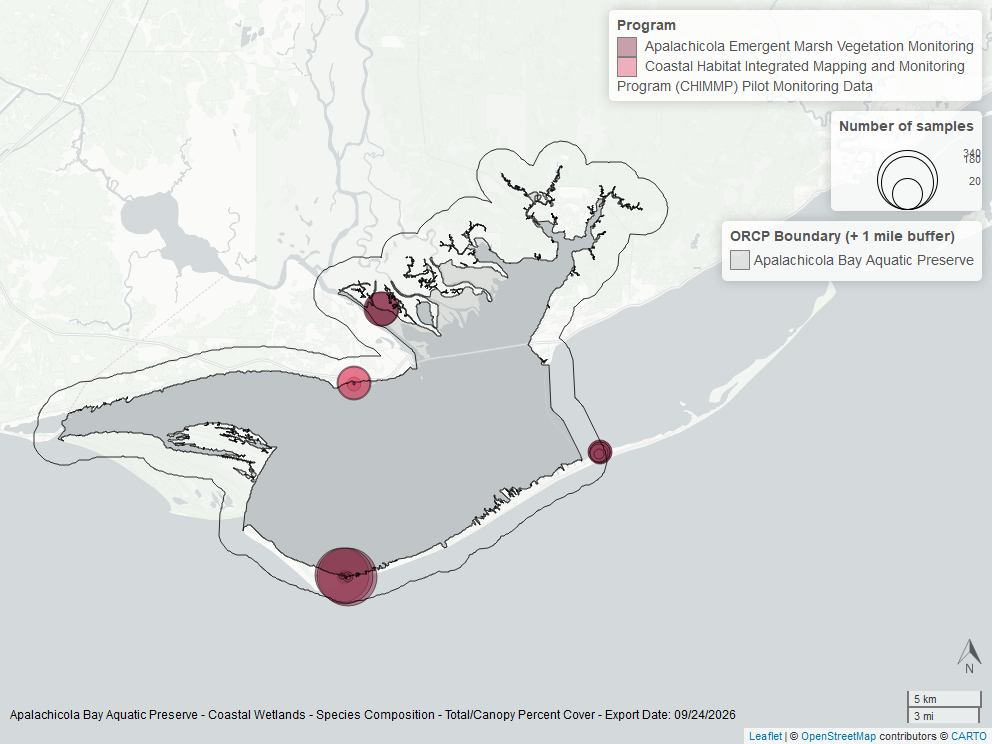 Program
Apalachicola Emergent Marsh Vegetation Monitoring
Coastal Habitat Integrated Mapping and Monitoring
Program (CHIMMP) Pilot Monitoring Data
Number of samples
340
180
20
ORCP Boundary (+ 1 mile buffer)
Apalachicola Bay Aquatic Preserve
N
5 km
3 mi
Apalachicola Bay Aquatic Preserve - Coastal Wetlands - Species Composition - Total/Canopy Percent Cover - Export Date: 09/24/2026
Leaflet | © OpenStreetMap contributors © CARTO